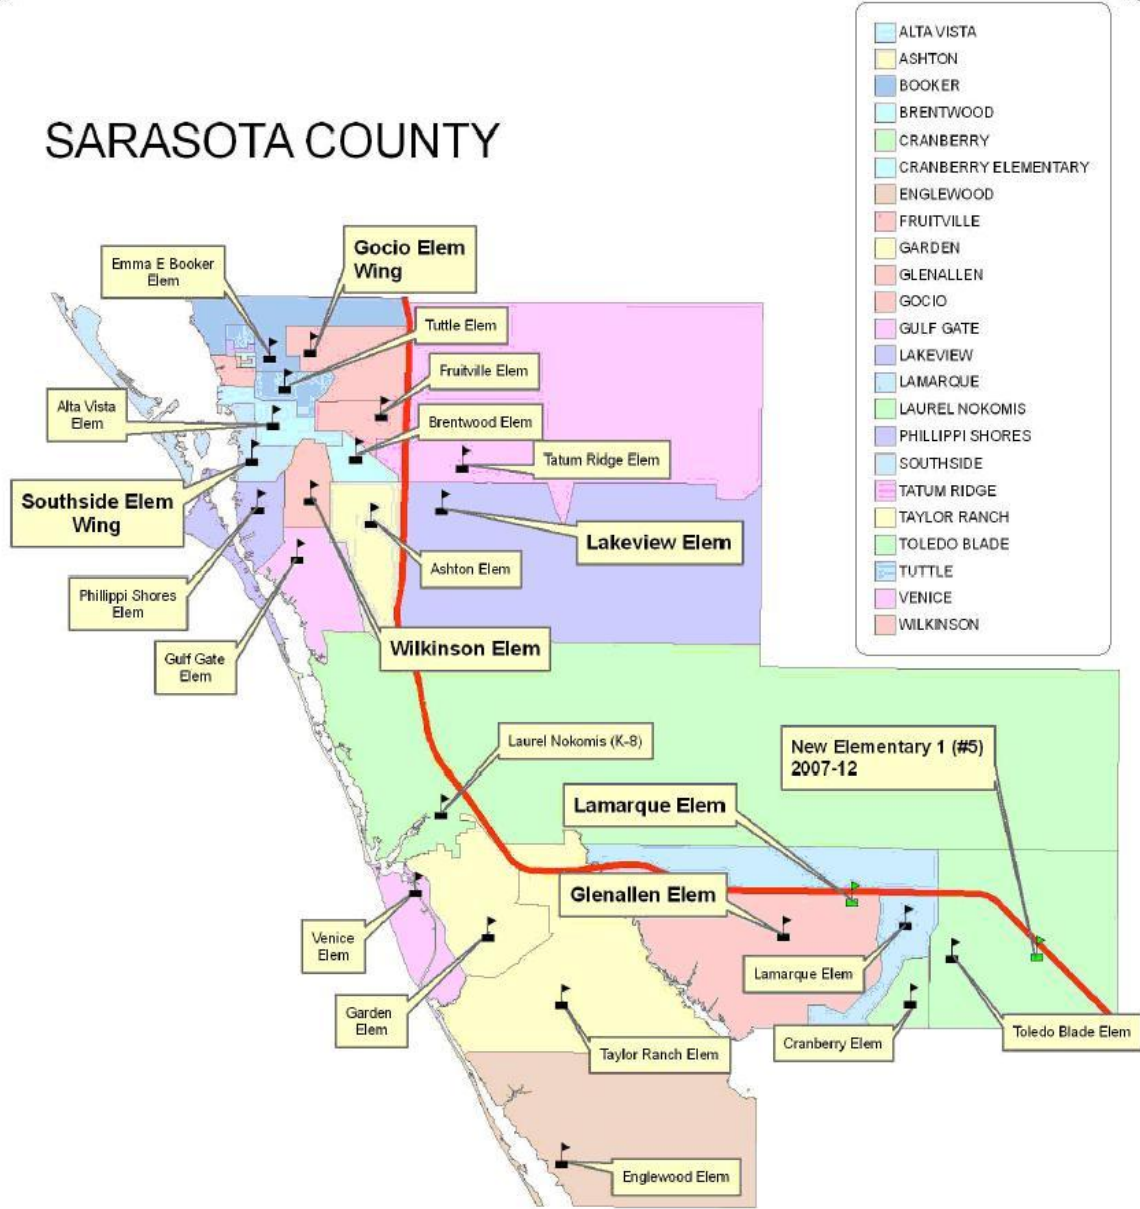 SARASOTA COUNTY
ALTA VISTA
ASHTON
BOOKER
BRENTWOOD
CRANBERRY
CRANBERRY ELEMENTARY
ENGLEWOOD
FRUITVILLE
GARDEN
GLENALLEN
GOCIO
GULF GATE
LAKEVIEW
LAMARQUE
LAUREL NOKOMIS
PHILLIPPI SHORES
SOUTHSIDE
TATUM RIDGE
TAYLOR RANCH
TOLEDO BLADE
TUTTLE
VENICE
WILKINSON
Emma E Booker
Elem
Gocio Elem
Wing
Tuttle Elem
Fruitville Elem
Alta Vista
Elem
Brentwood Elem
Tatum Ridge Elem
Southside Elem
Wing
Lakeview Elem
Ashton Elem
Phillippi Shores
Elem
Wilkinson Elem
Gulf Gate
Elem
Laurel Nokomis (K-8)
New Elementary 1 (#5)
2007-12
Lamarque Elem
Glenallen Elem
Venice
Elem
Lamarque Elem
Garden
Elem
Cranberry Elem
Toledo Blade Elem
Taylor Ranch Elem
Englewood Elem